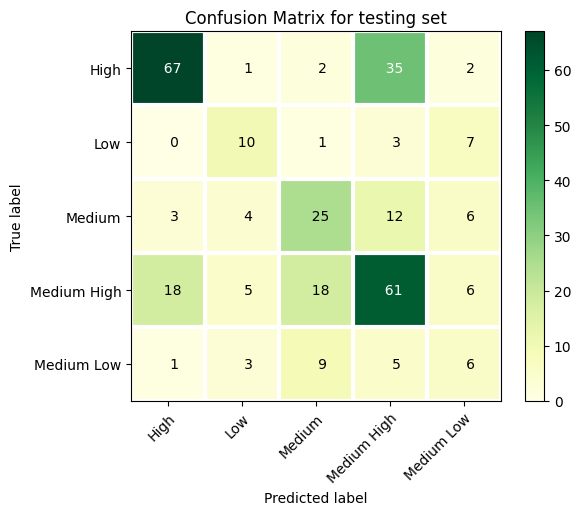 Confusion Matrix for testing set
True label
High 67 1 2 35 2
Low 0 10 1 3 7
Medium 3 4 25 12 6
Medium High 18 5 18 61 6
Medium Low 1 3 9 5 6
High Low Medium Medium High Medium Low
Predicted label
60
50
40
30
20
10
0